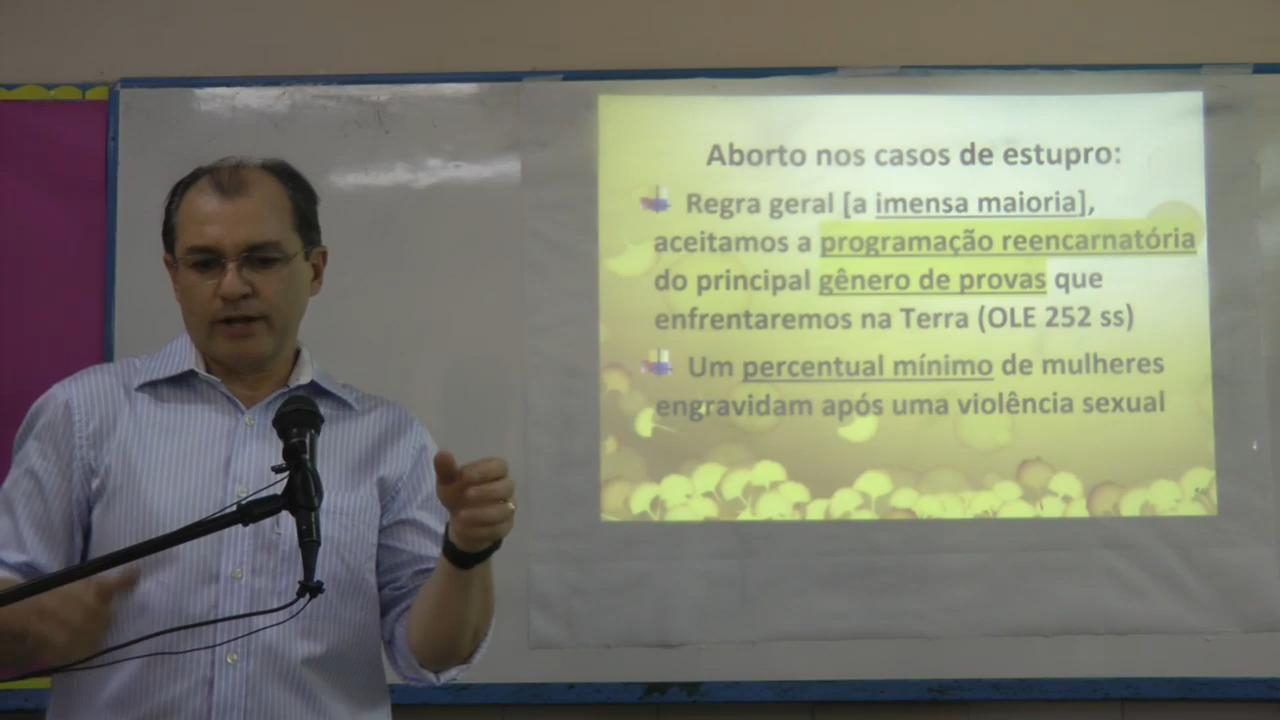 Aborto nos casos de estupro:
Regra geral [a imensa maioria],
aceitamos a programação reencarnatória
do principal gênero de provas que
enfrentaremos na Terra (OLE 252 ss)
Um percentual mínimo de mulheres
engravidam após uma violência sexual